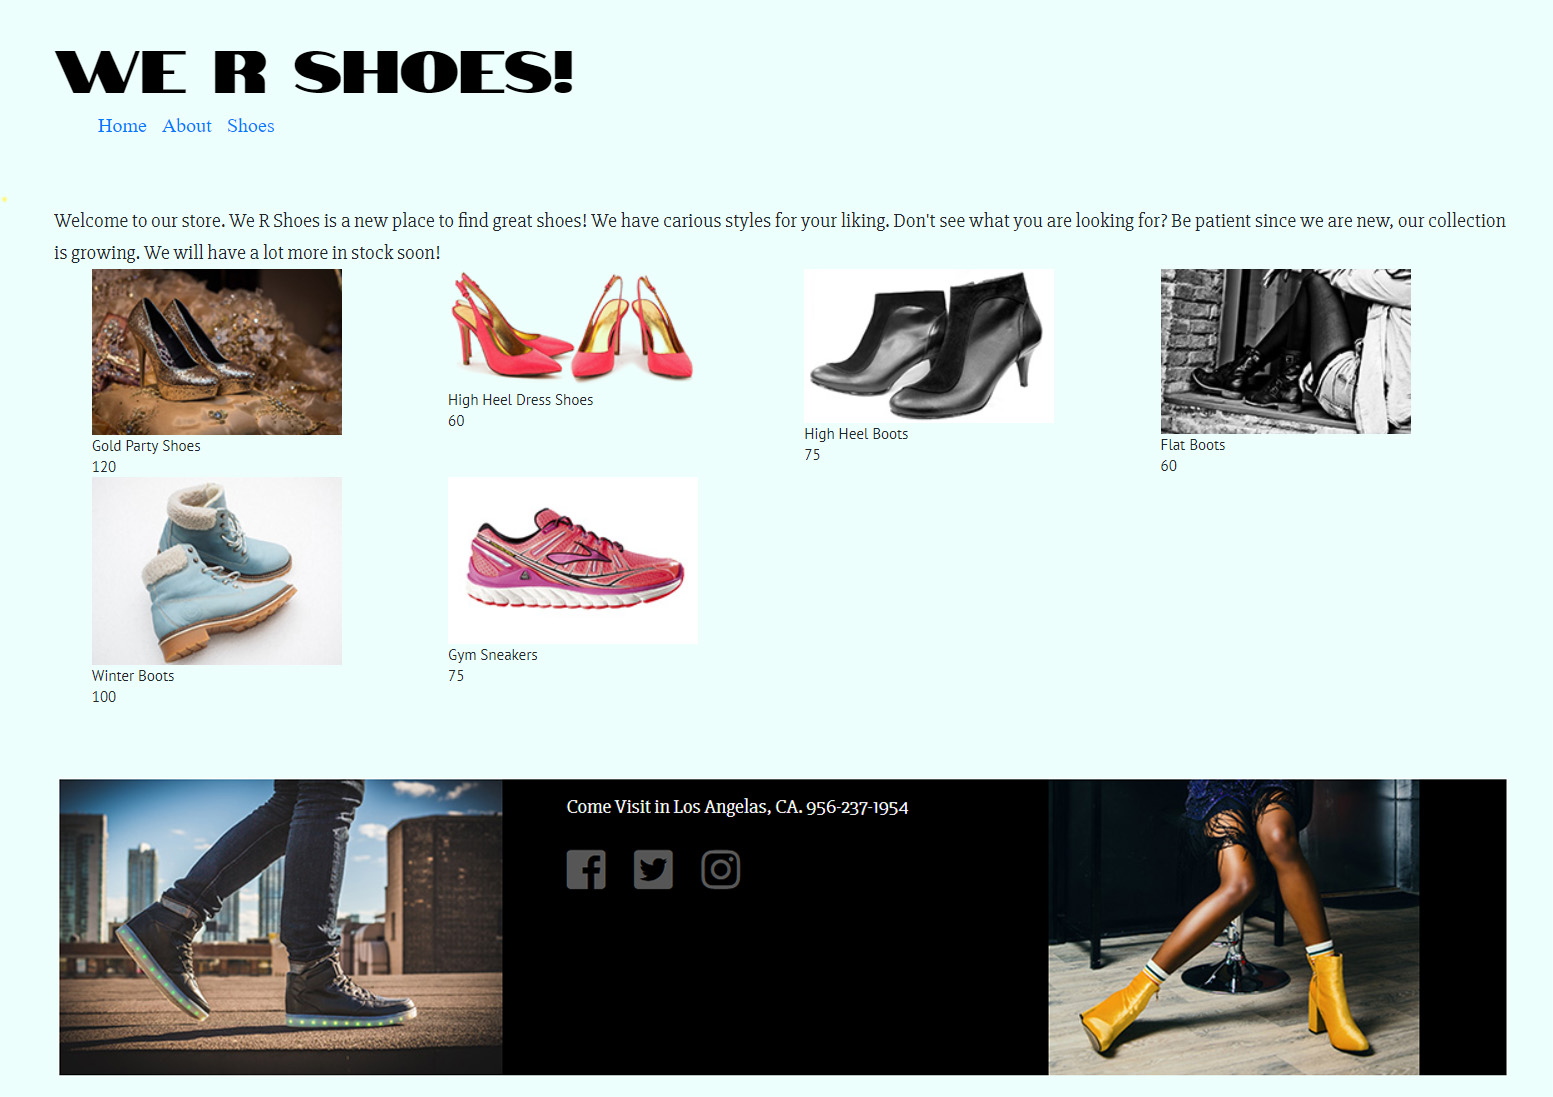 WE R SHOES!
Home About Shoes
Welcome to our store. We R Shoes is a new place to find great shoes! We have carious styles for your liking. Don't see what you are looking for? Be patient since we are new, our collection
is growing. We will have a lot more in stock soon!
Gold Party Shoes
120
High Heel Dress Shoes
60
High Heel Boots
75
Flat Boots
60
Winter Boots
100
Gym Sneakers
75
Come Visit in Los Angelas, CA. 956-237-1954